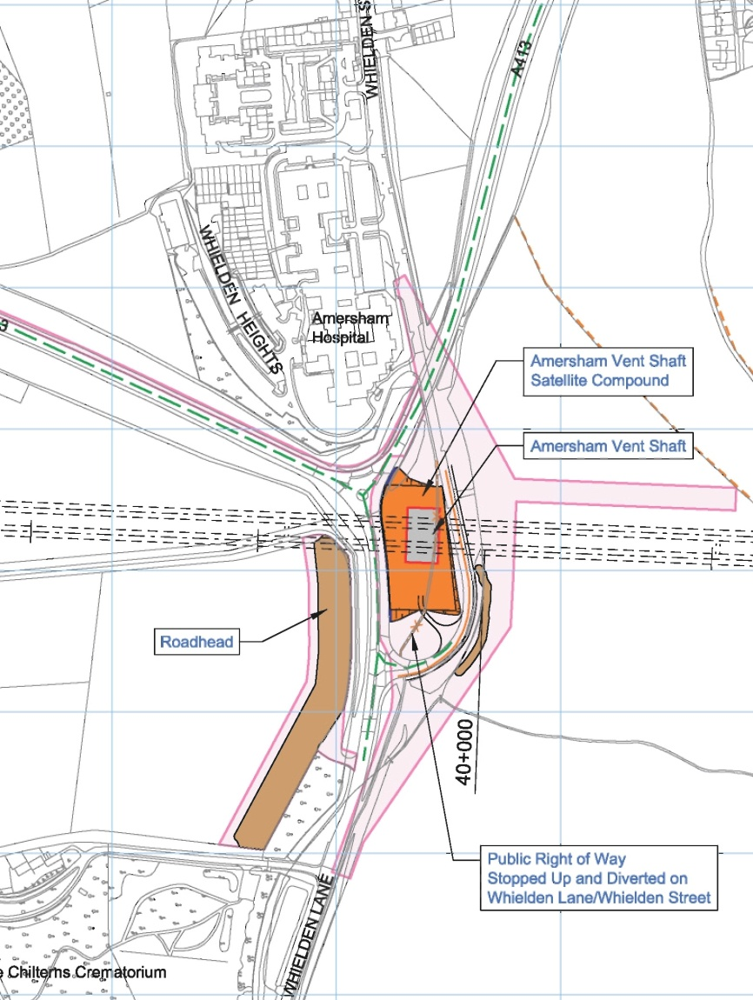 WHIELDEN S
A413
WHIELDEN HEIGHTS
Amersham
Hospital
3
Amersham Vent Shaft
Satellite Compound
Amersham Vent Shaft
Roadhead
40+000
Public Right of Way
Stopped Up and Diverted on
Whielden Lane/Whielden Street
WHIELDEN LANE
e Chilterns Crematorium